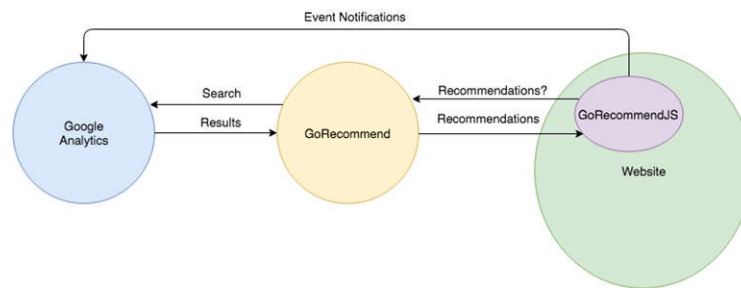 Event Notifications
Search
Recommendations?
Google
Analytics
Results
GoRecommend
Recommendations
GoRecommendJS
Website